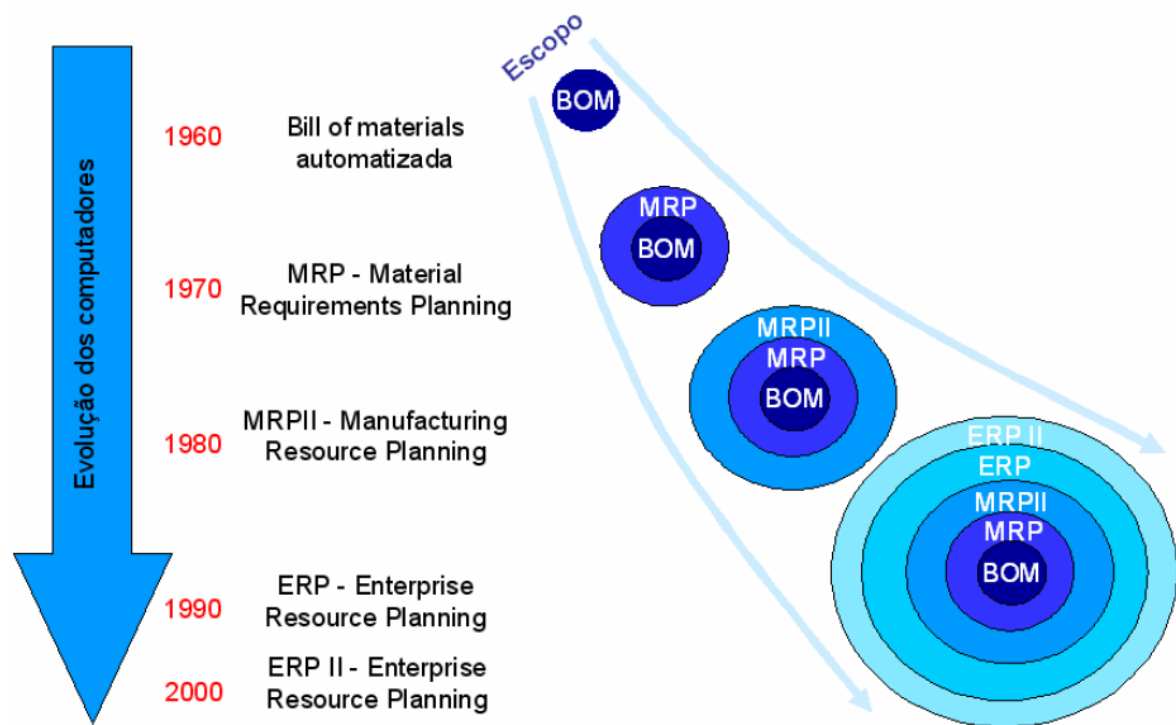 Evolução dos computadores
Escopo
BOM
1960
Bill of materials
automatizada
MRP
BOM
1970
MRP - Material
Requirements Planning
MRPII
MRP
BOM
1980
MRPII - Manufacturing
Resource Planning
ERP II
ERP
MRPII
MRP
BOM
1990
ERP - Enterprise
Resource Planning
2000
ERP II - Enterprise
Resource Planning